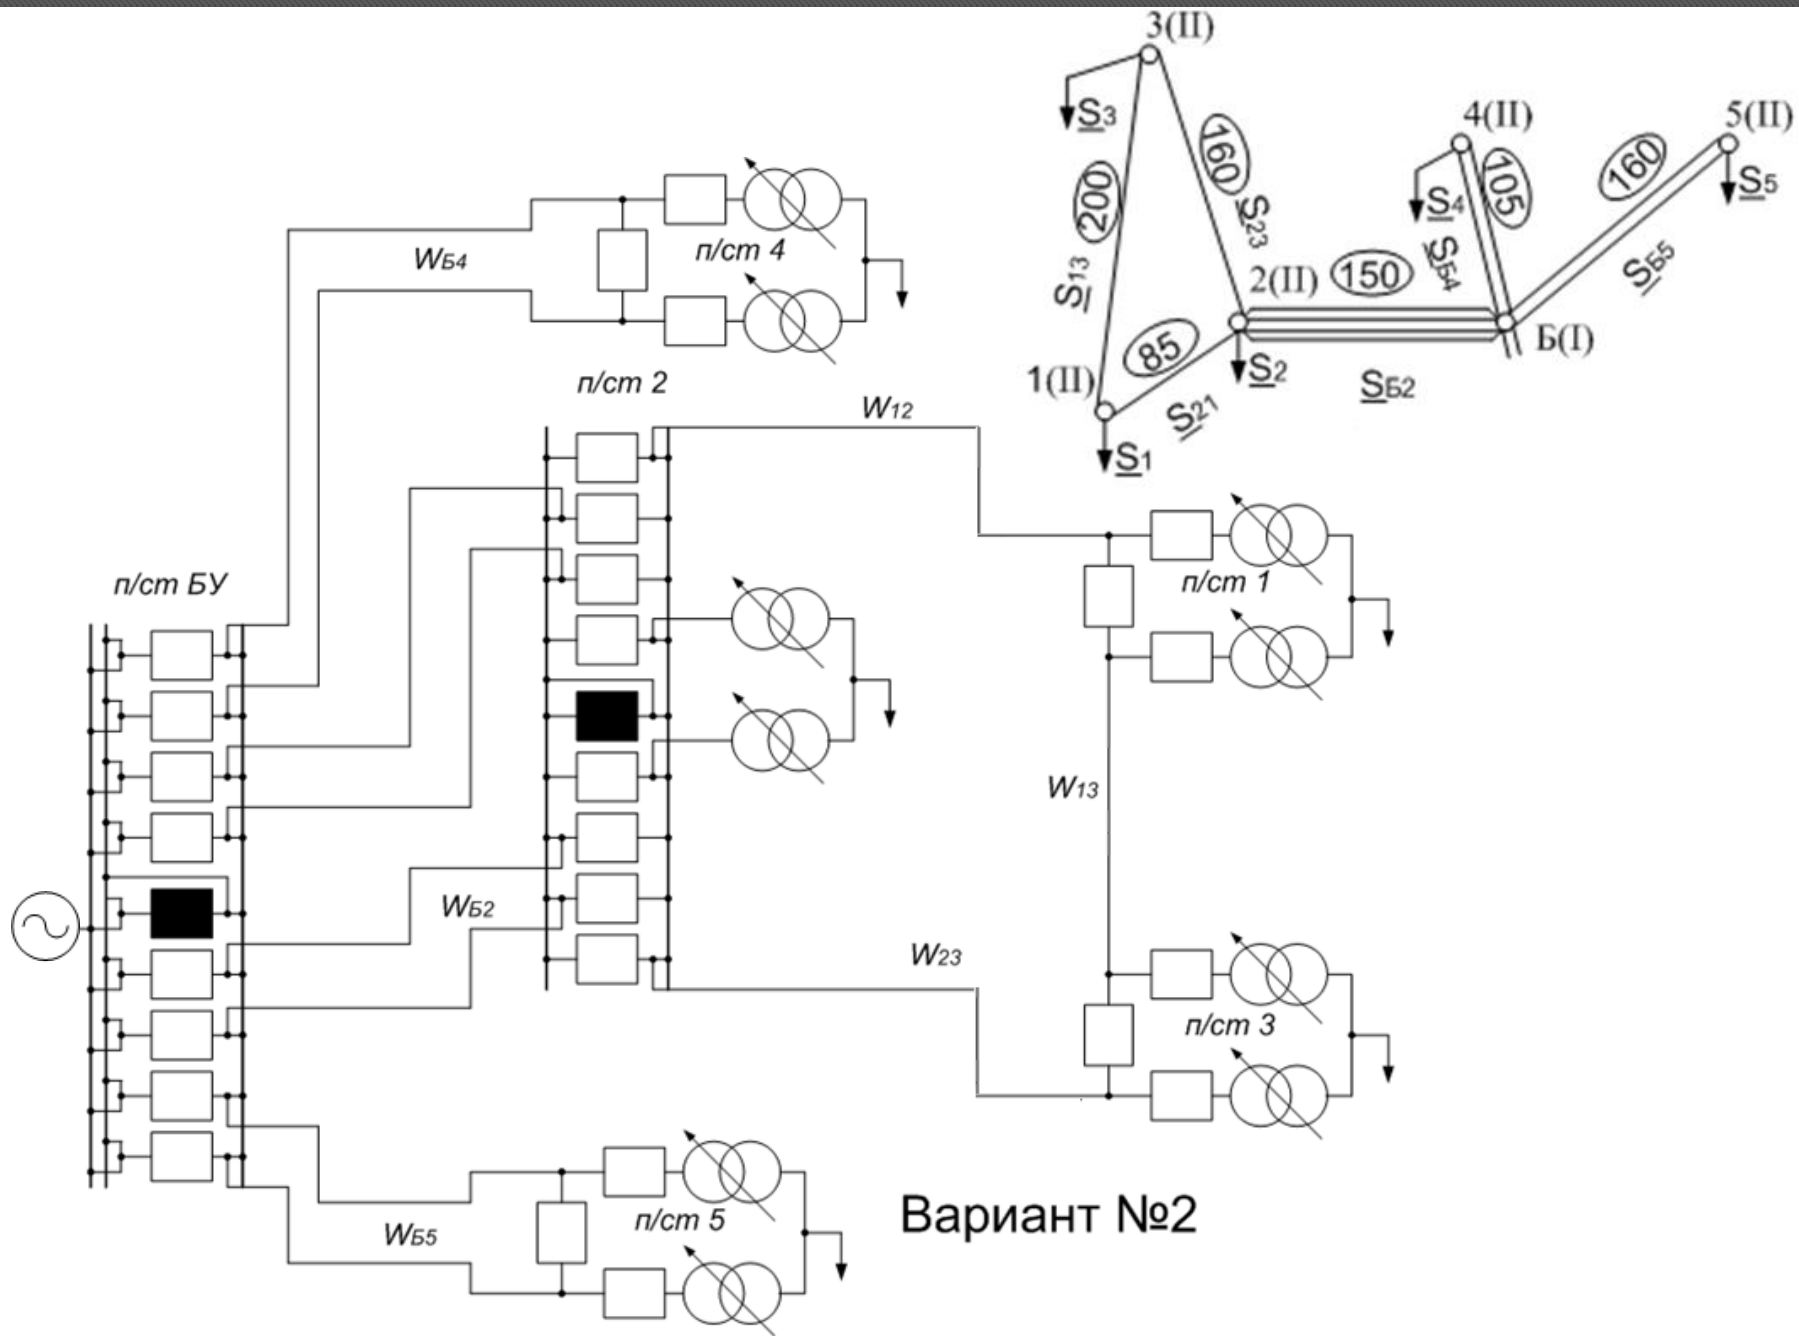 3(II)
S3
4(II)
5(II)
160
105
160
S5
200
S4
S23
SБ4
SБ5
S13
2(II)
150
Б(I)
85
S2
SБ2
1(II)
S21
S1
п/ст 4
WБ4
п/ст 2
W12
п/ст БУ
п/ст 1
W13
WБ2
W23
п/ст 3
п/ст 5
WБ5
Вариант №2